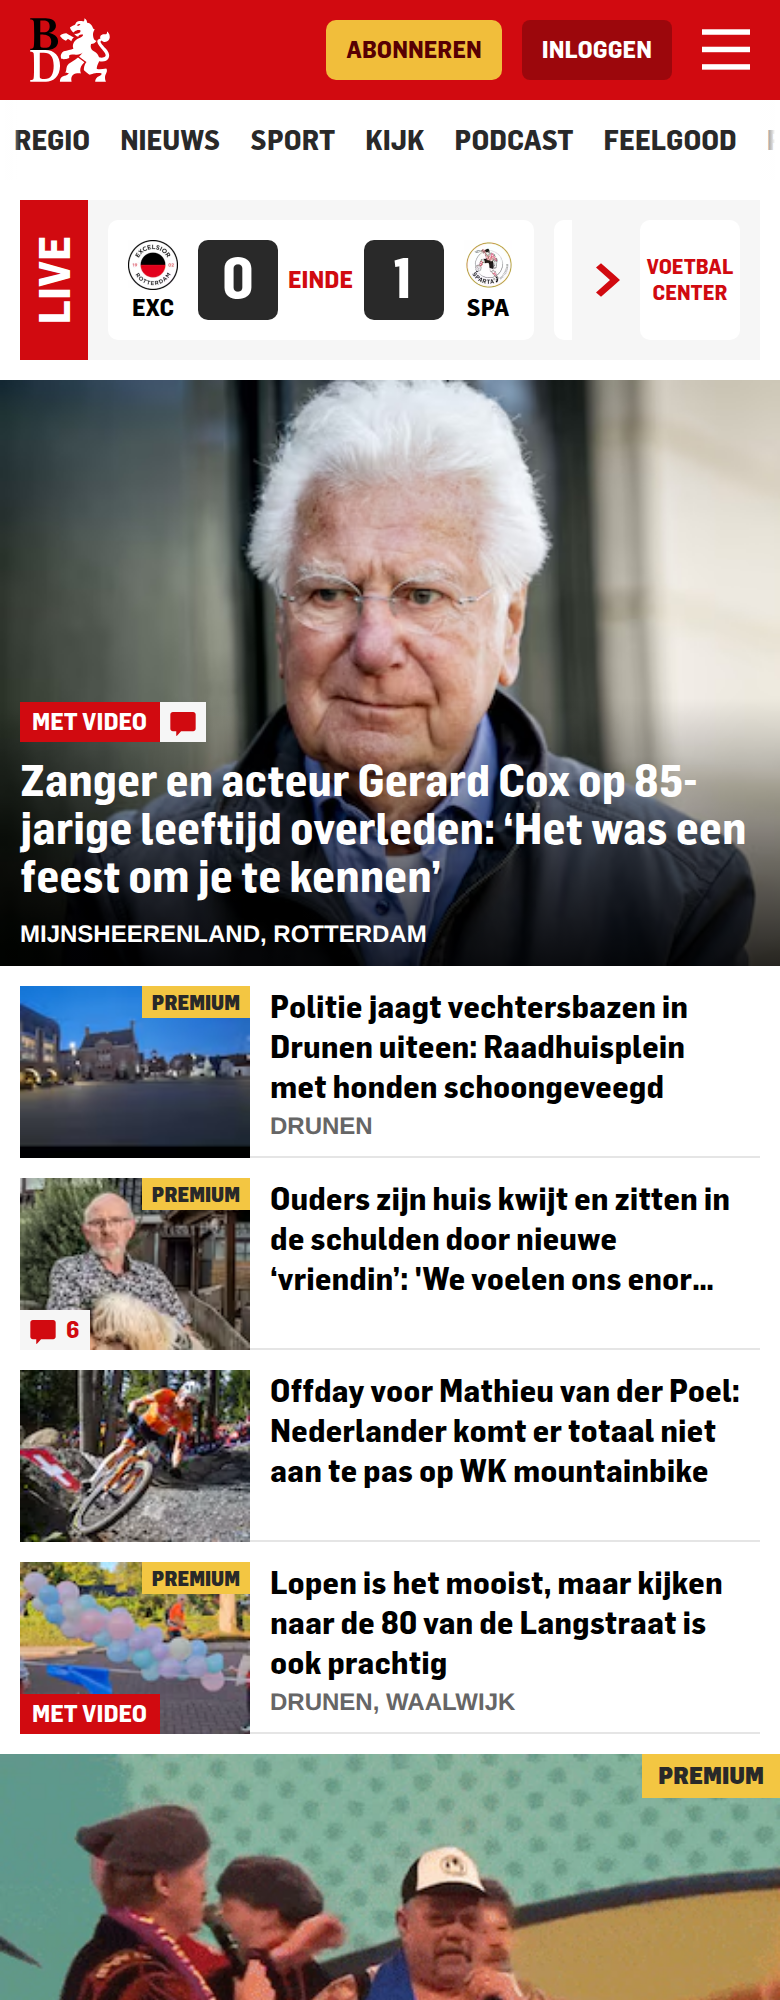 BD
ABONNEREN
INLOGGEN
REGIO NIEUWS SPORT KIJK PODCAST FEELGOOD
LIVE
EXCELSIOR
ROTTERDAM
EXC
0
EINDE
1
SPARTA
SPA
VOETBAL
CENTER
MET VIDEO
Zanger en acteur Gerard Cox op 85-
jarige leeftijd overleden: ‘Het was een
feest om je te kennen’
MIJNSHEERENLAND, ROTTERDAM
PREMIUM
Politie jaagt vechtersbazen in
Drunen uiteen: Raadhuisplein
met honden schoongeveegd
DRUNEN
PREMIUM
6
Ouders zijn huis kwijt en zitten in
de schulden door nieuwe
‘vriendin’: 'We voelen ons enor...
Offday voor Mathieu van der Poel:
Nederlander komt er totaal niet
aan te pas op WK mountainbike
PREMIUM
MET VIDEO
Lopen is het mooist, maar kijken
naar de 80 van de Langstraat is
ook prachtig
DRUNEN, WAALWIJK
PREMIUM